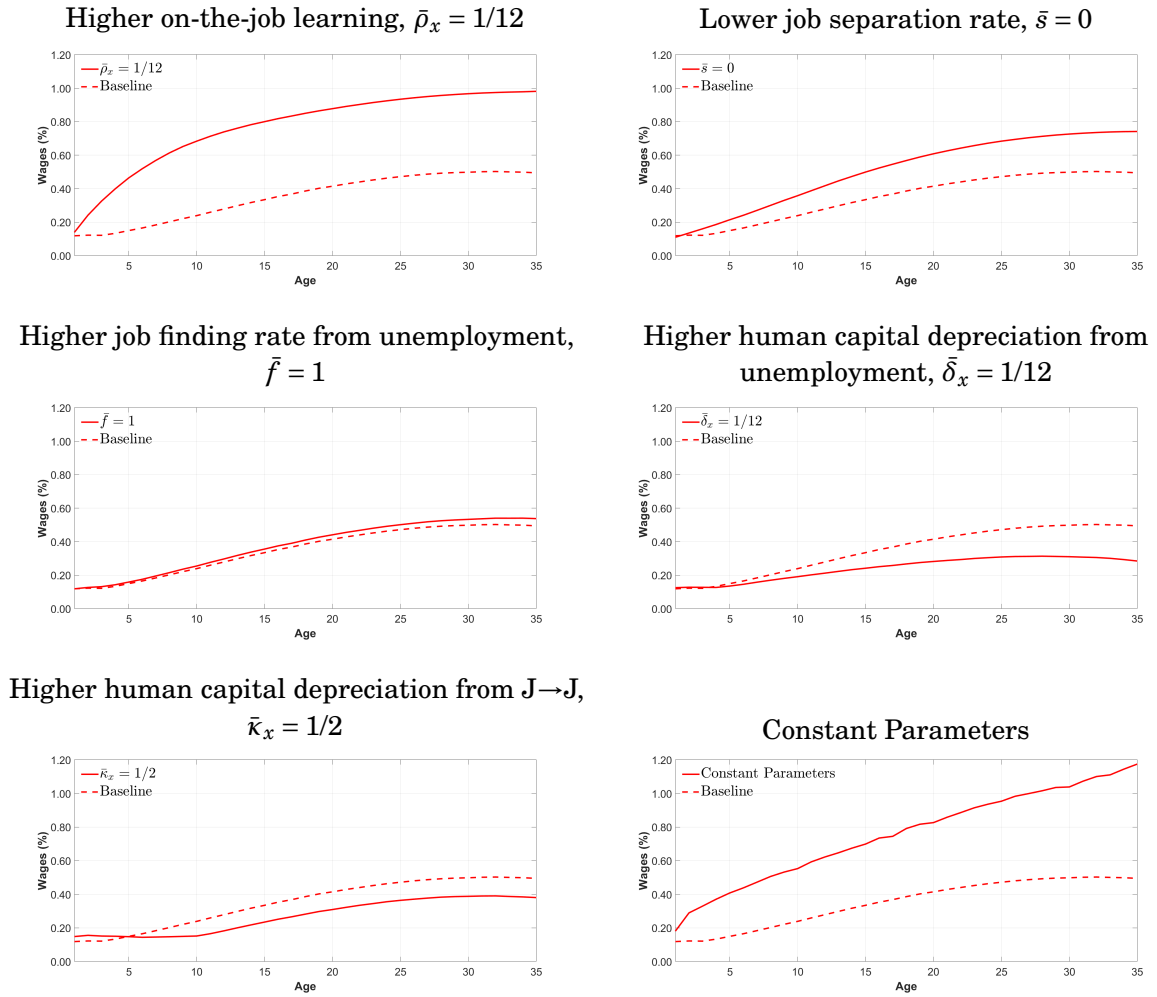 Higher on-the-job learning, ρ̄ₓ = 1/12
1.20
1.00
0.80
0.60
0.40
0.20
0.00
Wages (%)
ρ̄ₓ = 1/12
Baseline
5 10 15 20 25 30 35
Age
Lower job separation rate, s̄ = 0
1.20
1.00
0.80
0.60
0.40
0.20
0.00
Wages (%)
s̄ = 0
Baseline
5 10 15 20 25 30 35
Age
Higher job finding rate from unemployment,
f̄ = 1
1.20
1.00
0.80
0.60
0.40
0.20
0.00
Wages (%)
f̄ = 1
Baseline
5 10 15 20 25 30 35
Age
Higher human capital depreciation from
unemployment, δ̄ₓ = 1/12
1.20
1.00
0.80
0.60
0.40
0.20
0.00
Wages (%)
δ̄ₓ = 1/12
Baseline
5 10 15 20 25 30 35
Age
Higher human capital depreciation from J→J,
κ̄ₓ = 1/2
1.20
1.00
0.80
0.60
0.40
0.20
0.00
Wages (%)
κ̄ₓ = 1/2
Baseline
5 10 15 20 25 30 35
Age
Constant Parameters
1.20
1.00
0.80
0.60
0.40
0.20
0.00
Wages (%)
Constant Parameters
Baseline
5 10 15 20 25 30 35
Age